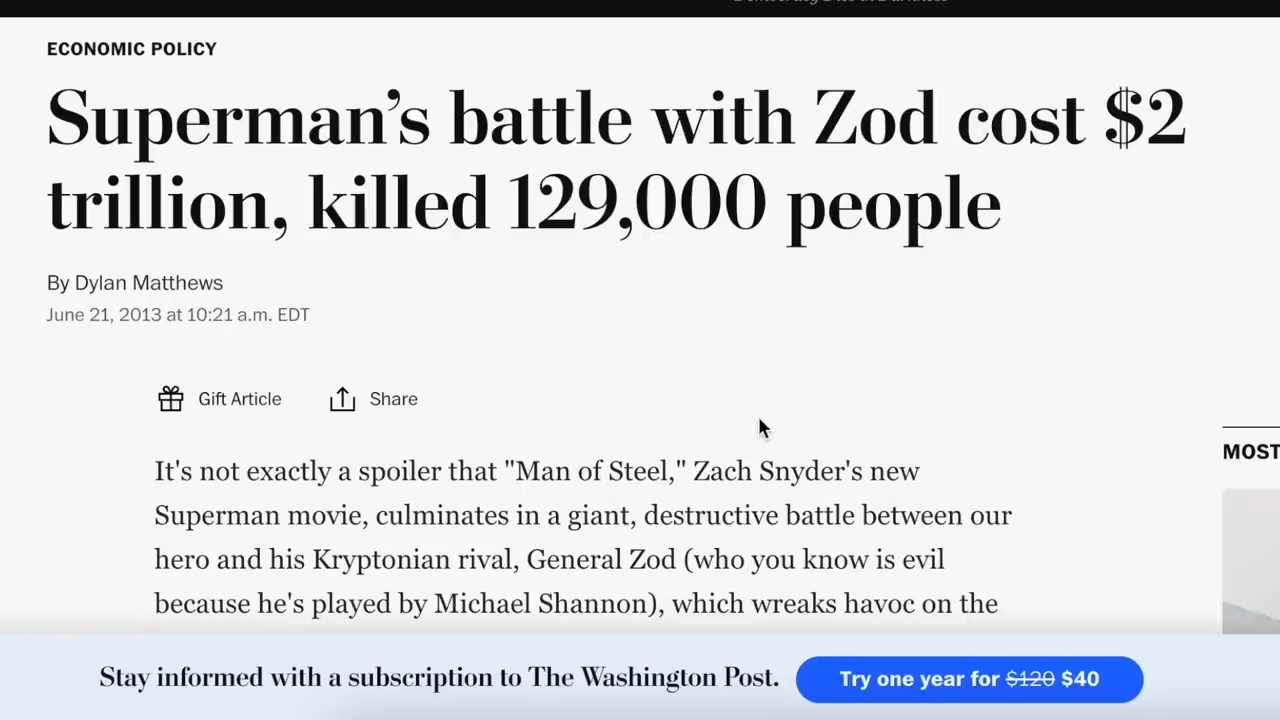 ECONOMIC POLICY
Superman’s battle with Zod cost $2
trillion, killed 129,000 people
By Dylan Matthews
June 21, 2013 at 10:21 a.m. EDT
Gift Article Share
It's not exactly a spoiler that "Man of Steel," Zach Snyder's new
Superman movie, culminates in a giant, destructive battle between our
hero and his Kryptonian rival, General Zod (who you know is evil
because he's played by Michael Shannon), which wreaks havoc on the
MOST
Stay informed with a subscription to The Washington Post.
Try one year for $120 $40